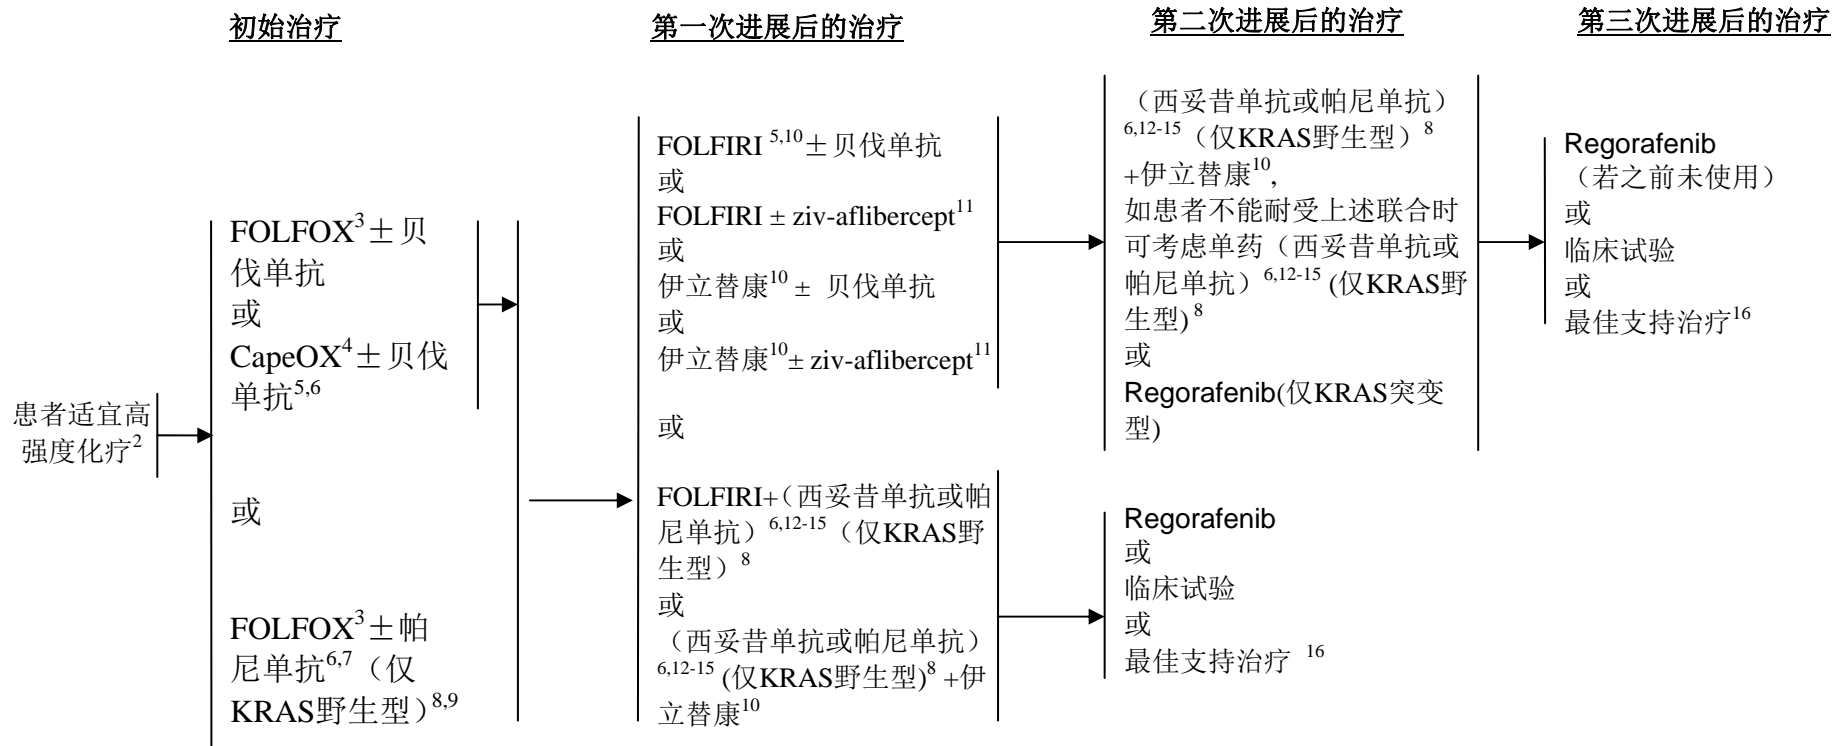 初始治疗
第一次进展后的治疗
第二次进展后的治疗
第三次进展后的治疗
患者适宜高
强度化疗2
FOLFOX3±贝
伐单抗
或
CapeOX4±贝伐
单抗5,6
或
FOLFOX3±帕
尼单抗6,7（仅
KRAS野生型）8,9
FOLFIRI 5,10±贝伐单抗
或
FOLFIRI ± ziv-aflibercept11
或
伊立替康10 ± 贝伐单抗
或
伊立替康10± ziv-aflibercept11
或
FOLFIRI+（西妥昔单抗或帕
尼单抗）6,12-15（仅KRAS野
生型）8
或
（西妥昔单抗或帕尼单抗）
6,12-15 (仅KRAS野生型)8 +伊
立替康10
（西妥昔单抗或帕尼单抗）
6,12-15（仅KRAS野生型）8
+伊立替康10,
如患者不能耐受上述联合时
可考虑单药（西妥昔单抗或
帕尼单抗）6,12-15 (仅KRAS野
生型)8
或
Regorafenib(仅KRAS突变
型)
Regorafenib
或
临床试验
或
最佳支持治疗 16
Regorafenib
（若之前未使用）
或
临床试验
或
最佳支持治疗16